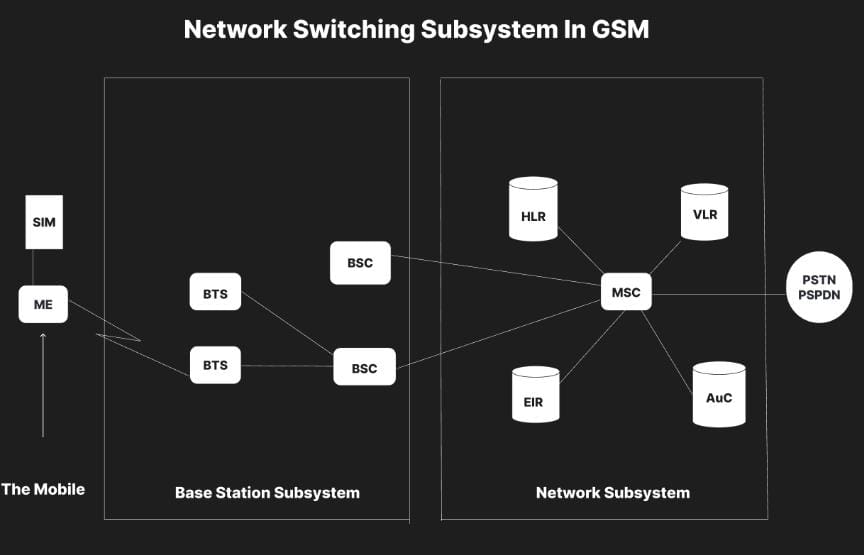 Network Switching Subsystem In GSM
SIM
ME
The Mobile
BTS
BTS
BSC
BSC
Base Station Subsystem
HLR
VLR
MSC
EIR
AuC
Network Subsystem
PSTN
PSPDN